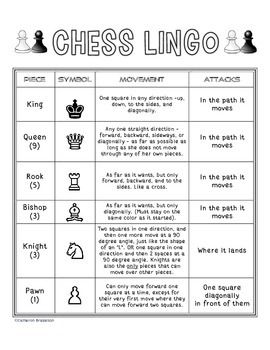 CHESS LINGO
PIECE SYMBOL MOVEMENT ATTACKS
King
One square in any direction -up,
down, to the sides, and
diagonally.
In the path it
moves
Queen
(9)
Any one straight direction -
forward, backward, sideways, or
diagonally - as far as possible as
long as she does not move
through any of her own pieces.
In the path it
moves
Rook
(5)
As far as it wants, but only
forward, backward, and to the
sides. Like a cross.
In the path it
moves
Bishop
(3)
As far as it wants, but only
diagonally. (Must stay on the
same color as it started).
In the path it
moves
Knight
(3)
Two squares in one direction, and
then one more move at a 90
degree angle, just like the shape
of an "L". OR one square in one
direction and then 2 spaces at a
90 degree angle. Knights are
also the only pieces that can
move over other pieces.
Where it lands
Pawn
(1)
Can only move forward one
square at a time, except for
their very first move where they
can move forward two squares.
One square
diagonally
in front of them